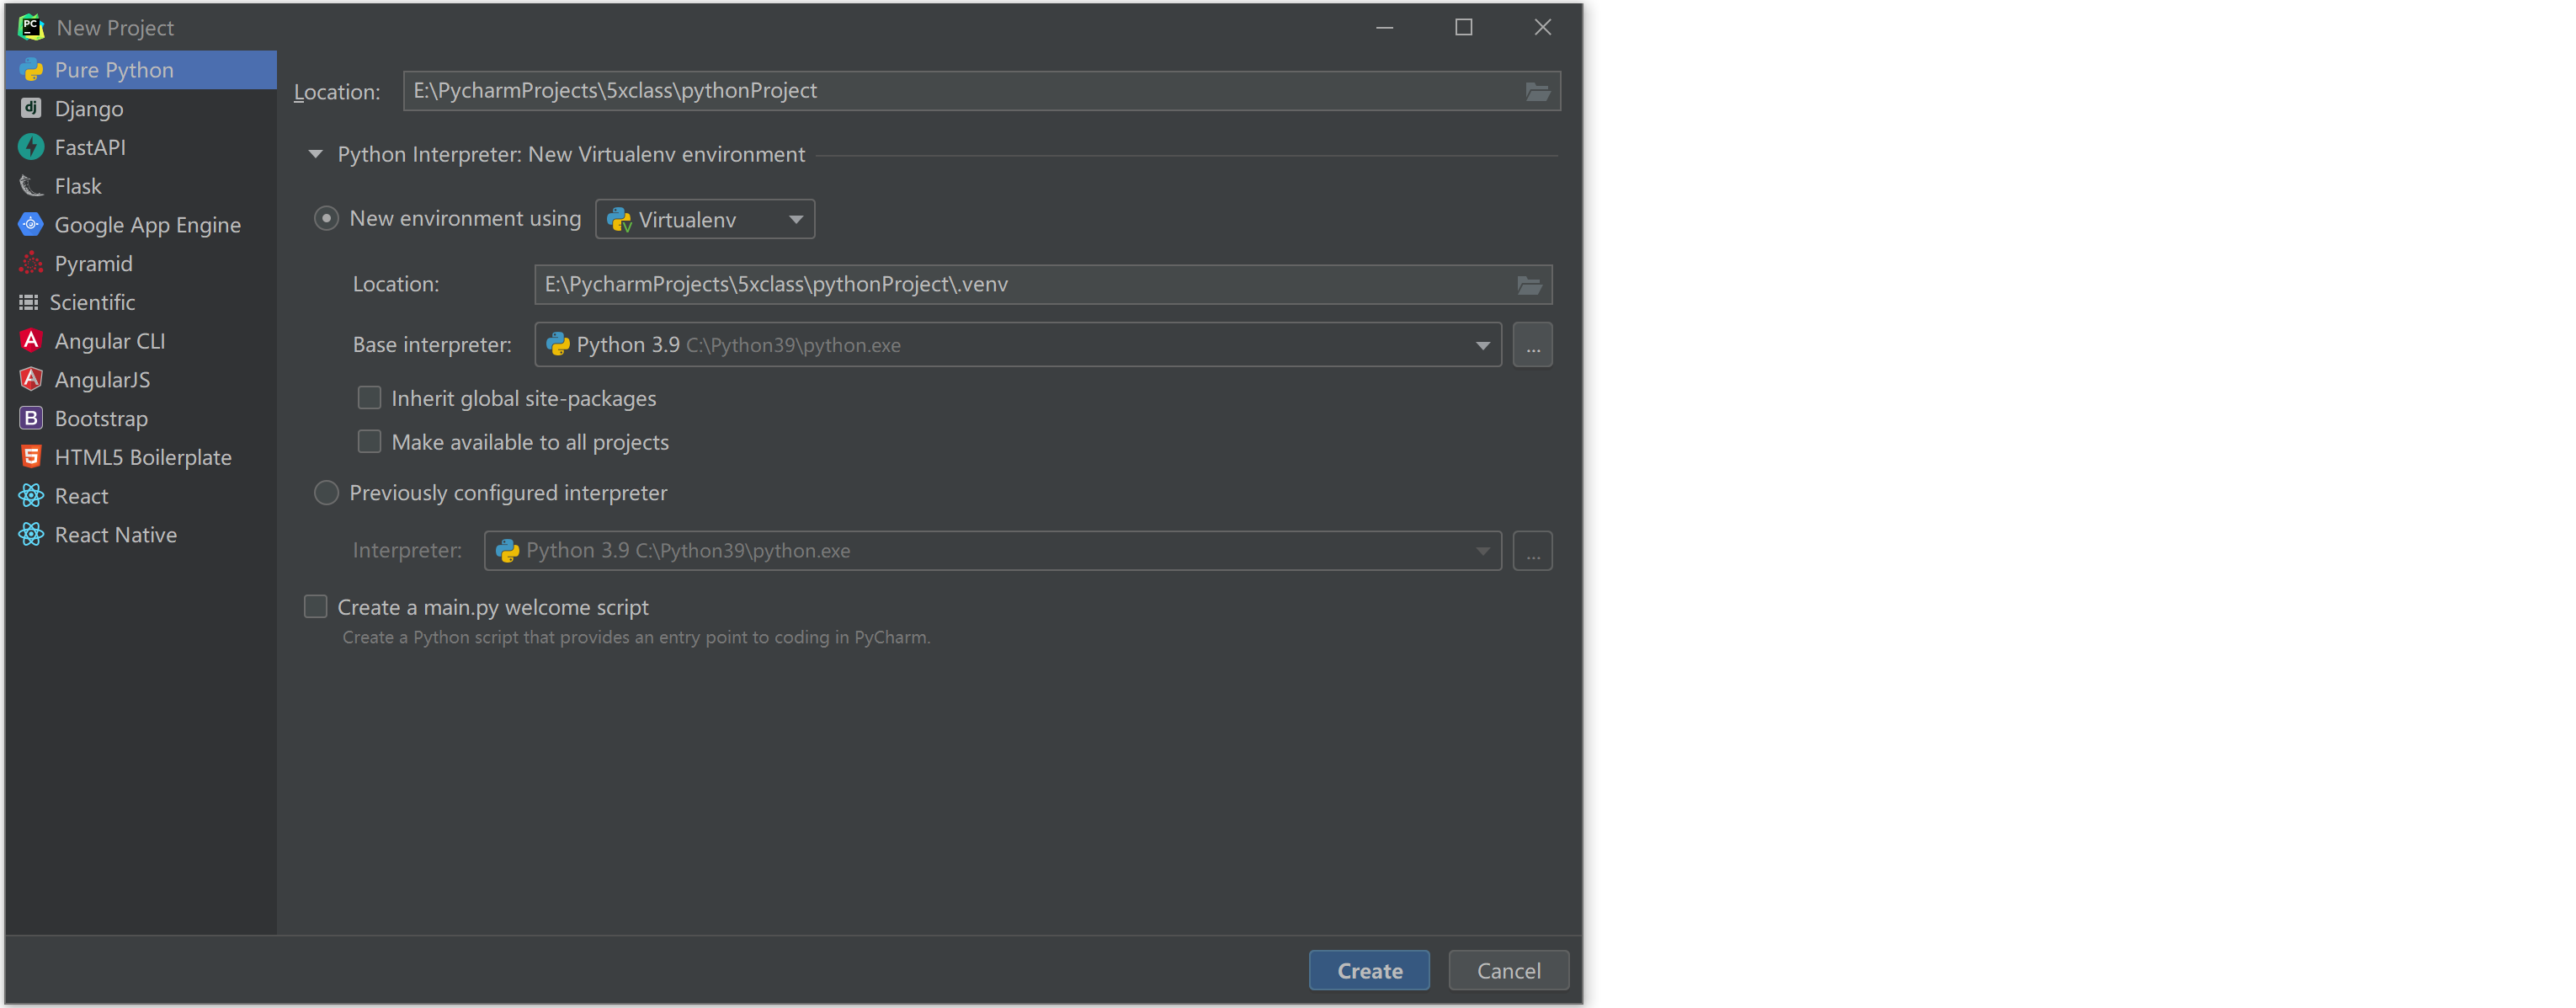 New Project
Pure Python
Django
FastAPI
Flask
Google App Engine
Pyramid
Scientific
Angular CLI
AngularJS
Bootstrap
HTML5 Boilerplate
React
React Native
Location: E:\PycharmProjects\5xclass\pythonProject
Python Interpreter: New Virtualenv environment
New environment using Virtualenv
Location: E:\PycharmProjects\5xclass\pythonProject\.venv
Base interpreter: Python 3.9 C:\Python39\python.exe ...
Inherit global site-packages
Make available to all projects
Previously configured interpreter
Interpreter: Python 3.9 C:\Python39\python.exe ...
Create a main.py welcome script
Create a Python script that provides an entry point to coding in PyCharm.
Create Cancel